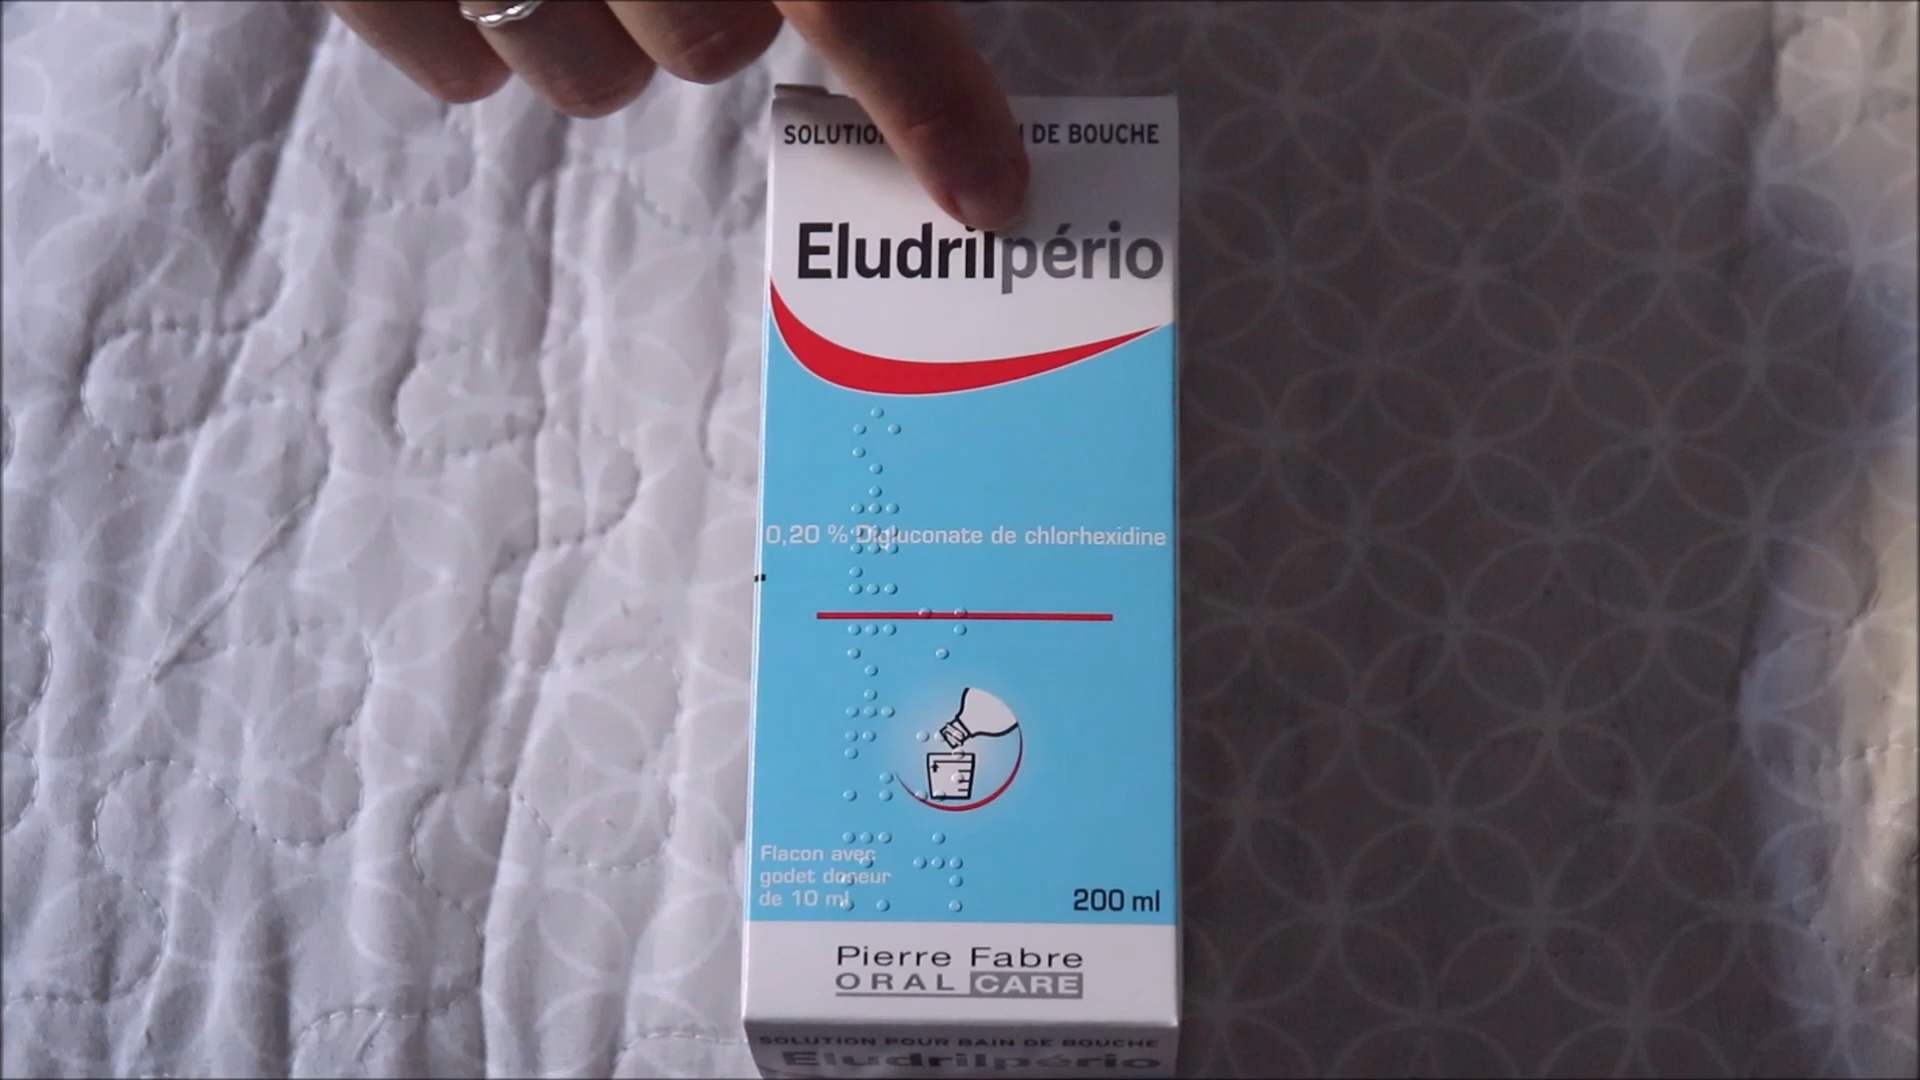 SOLUTIO DE BOUCHE
Eludrilpério
0,20 % Digluconate de chlorhexidine
Flacon avec
godet doseur
de 10 ml
200 ml
Pierre Fabre
ORAL CARE
SOLUTION POUR BAIN DE BOUCHE
Eludrilpério